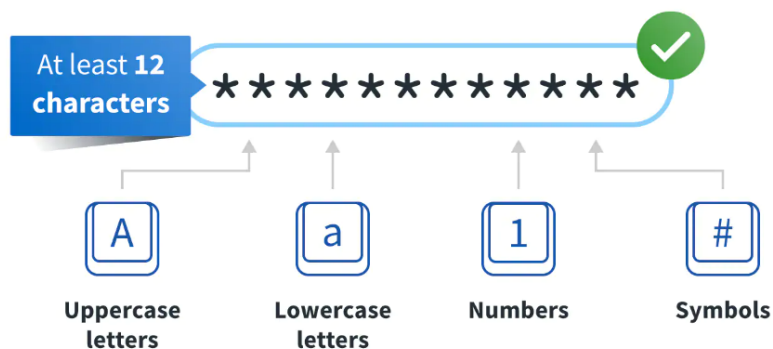 At least 12
characters
************
A
a
1
#
Uppercase
letters
Lowercase
letters
Numbers
Symbols